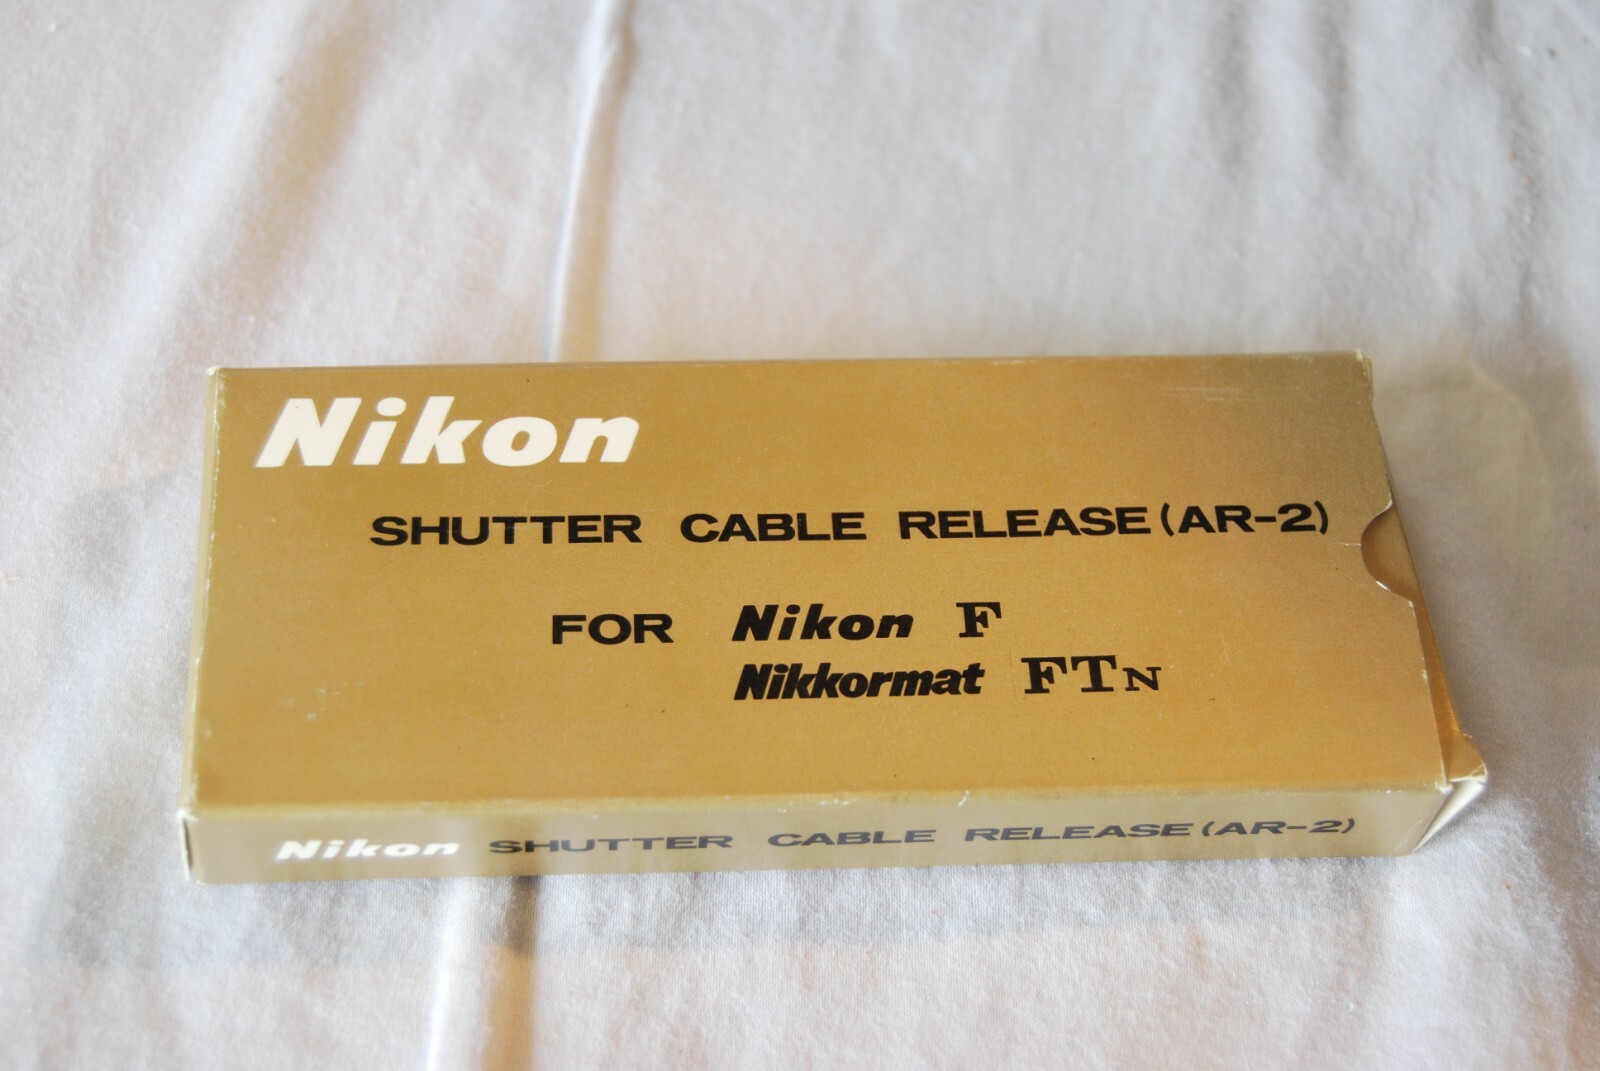 Nikon
SHUTTER CABLE RELEASE (AR-2)
FOR Nikon F
Nikkormat FTN
Nikon SHUTTER CABLE RELEASE (AR-2)